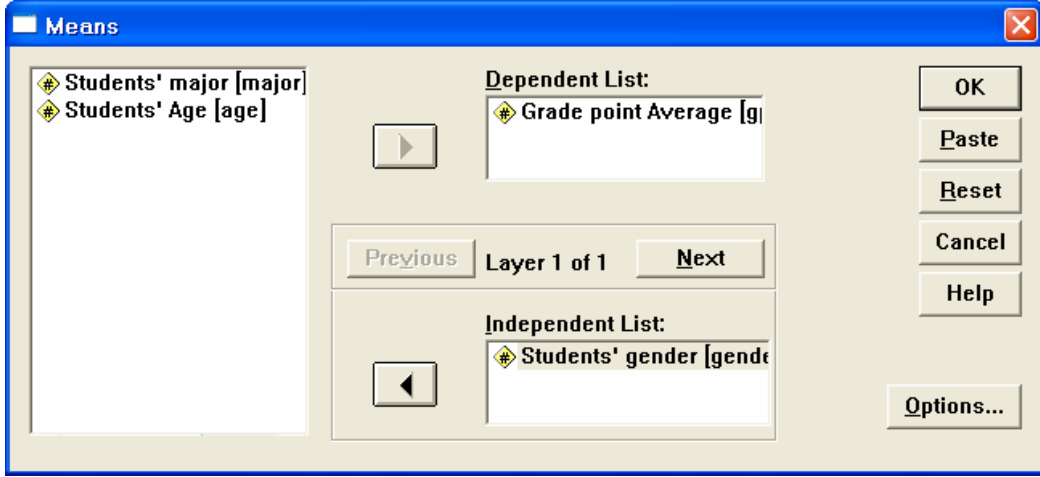 Means
Students' major [major]
Students' Age [age]
Dependent List:
Grade point Average [g
Previous
Layer 1 of 1
Next
Independent List:
Students' gender [gende
OK
Paste
Reset
Cancel
Help
Options...